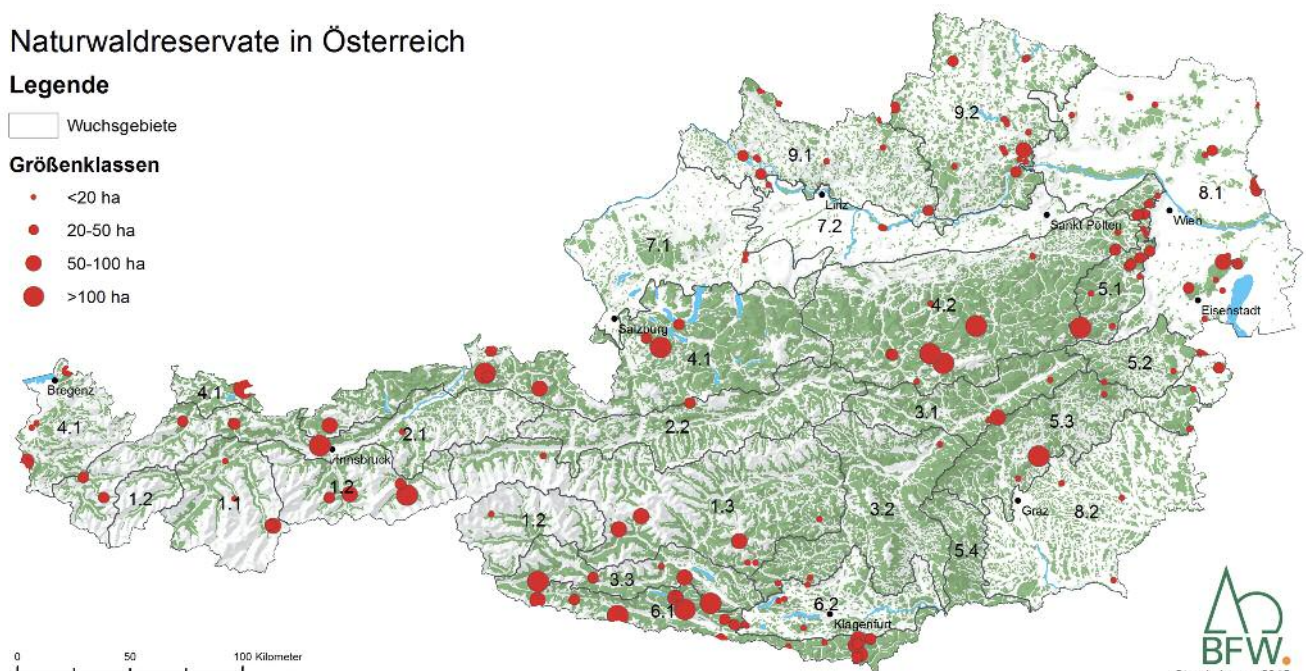 Naturwaldreservate in Österreich
Legende
Wuchsgebiete
Größenklassen
<20 ha
20-50 ha
50-100 ha
>100 ha
9.2
9.1
8.1
Linz
Wien
Sankt Pölten
7.2
7.1
5.1
4.2
Eisenstadt
Salzburg
4.1
5.2
Bregenz
4.1
4.1
3.1
5.3
2.1
2.2
Innsbruck
1.2
1.1
1.2
1.2
1.3
3.2
Graz
8.2
5.4
3.3
6.1
6.2
Klagenfurt
0 50 100 Kilometer
BFW.